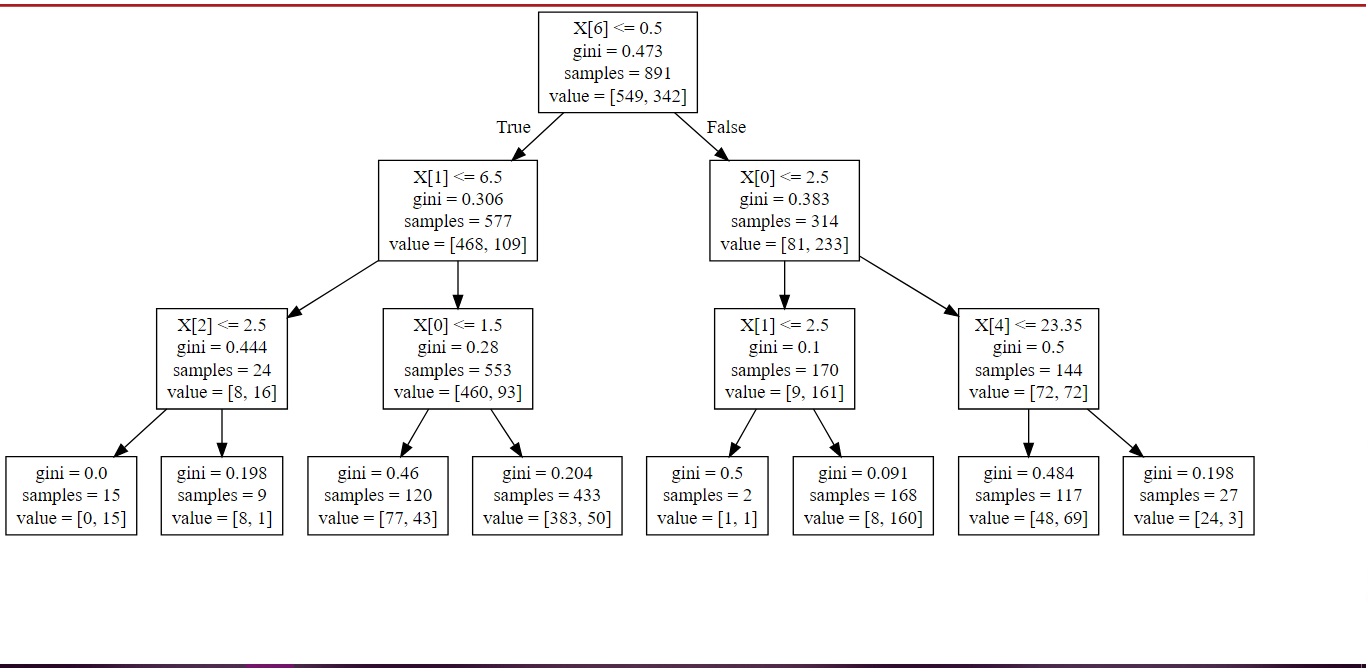 X[6] <= 0.5
gini = 0.473
samples = 891
value = [549, 342]
True
False
X[1] <= 6.5
gini = 0.306
samples = 577
value = [468, 109]
X[0] <= 2.5
gini = 0.383
samples = 314
value = [81, 233]
X[2] <= 2.5
gini = 0.444
samples = 24
value = [8, 16]
X[0] <= 1.5
gini = 0.28
samples = 553
value = [460, 93]
X[1] <= 2.5
gini = 0.1
samples = 170
value = [9, 161]
X[4] <= 23.35
gini = 0.5
samples = 144
value = [72, 72]
gini = 0.0
samples = 15
value = [0, 15]
gini = 0.198
samples = 9
value = [8, 1]
gini = 0.46
samples = 120
value = [77, 43]
gini = 0.204
samples = 433
value = [383, 50]
gini = 0.5
samples = 2
value = [1, 1]
gini = 0.091
samples = 168
value = [8, 160]
gini = 0.484
samples = 117
value = [48, 69]
gini = 0.198
samples = 27
value = [24, 3]